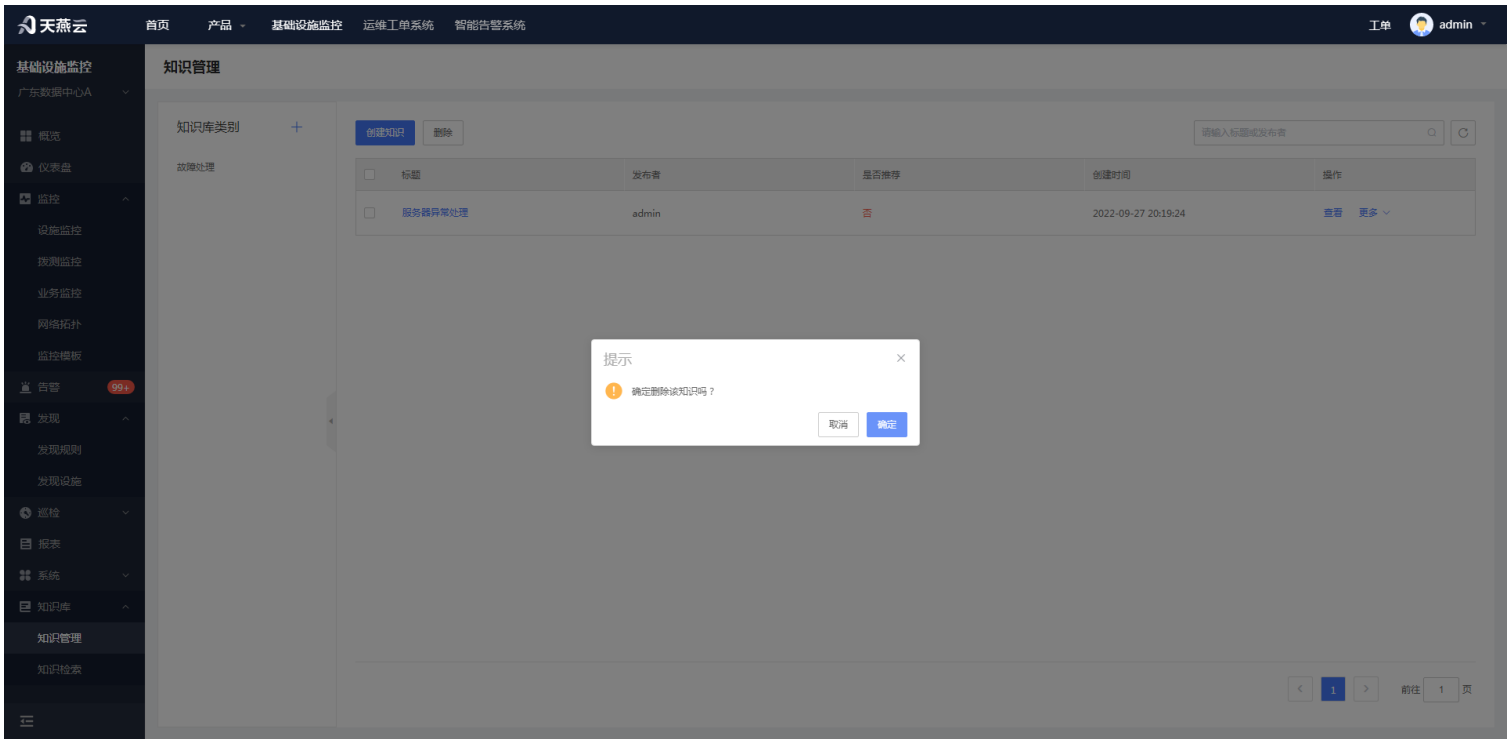 天燕云
首页 产品 基础设施监控 运维工单系统 智能告警系统 工单 admin
基础设施监控
广东数据中心A
概览
仪表盘
监控
设施监控
拨测监控
业务监控
网络拓扑
监控模板
告警 99+
发现
发现规则
发现设施
巡检
报表
系统
知识库
知识管理
知识检索
知识管理
知识库类别 +
故障处理
创建知识 删除 请输入标题或发布者
标题 发布者 是否推荐 创建时间 操作
服务器异常处理 admin 否 2022-09-27 20:19:24 查看 更多
提示
确定删除该知识吗？
取消 确定
1 前往 1 页